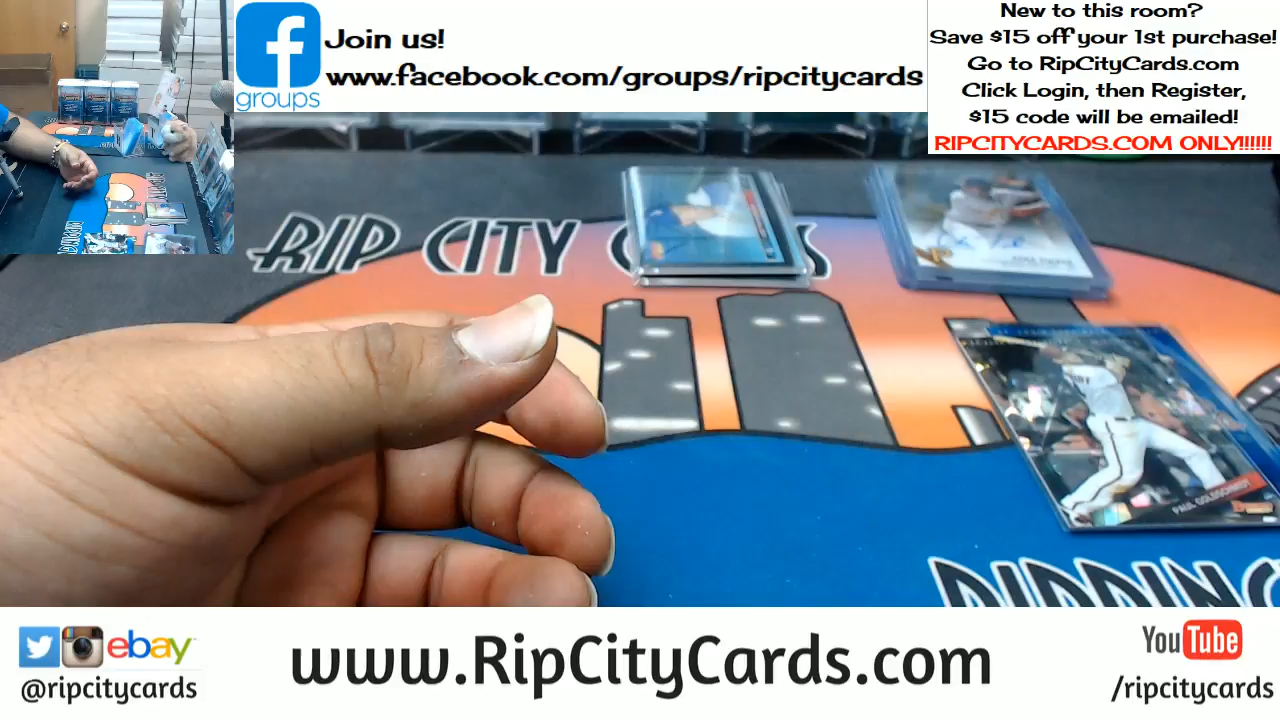 Join us!
www.facebook.com/groups/ripcitycards
groups
New to this room?
Save $15 off your 1st purchase!
Go to RipCityCards.com
Click Login, then Register,
$15 code will be emailed!
RIPCITYCARDS.COM ONLY!!!!!!
RIP CITY
PAUL GOLDSCHMIDT
ebay
@ripcitycards
www.RipCityCards.com
YouTube
/ripcitycards